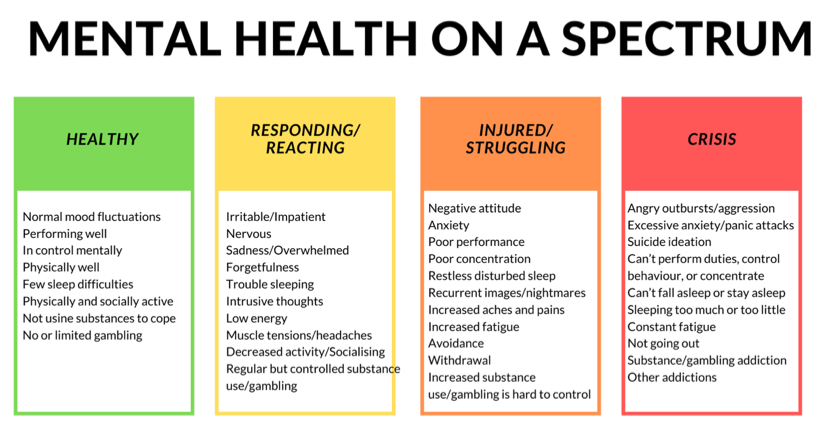 MENTAL HEALTH ON A SPECTRUM
HEALTHY
Normal mood fluctuations
Performing well
In control mentally
Physically well
Few sleep difficulties
Physically and socially active
Not usine substances to cope
No or limited gambling
RESPONDING/
REACTING
Irritable/Impatient
Nervous
Sadness/Overwhelmed
Forgetfulness
Trouble sleeping
Intrusive thoughts
Low energy
Muscle tensions/headaches
Decreased activity/Socialising
Regular but controlled substance
use/gambling
INJURED/
STRUGGLING
Negative attitude
Anxiety
Poor performance
Poor concentration
Restless disturbed sleep
Recurrent images/nightmares
Increased aches and pains
Increased fatigue
Avoidance
Withdrawal
Increased substance
use/gambling is hard to control
CRISIS
Angry outbursts/aggression
Excessive anxiety/panic attacks
Suicide ideation
Can't perform duties, control
behaviour, or concentrate
Can't fall asleep or stay asleep
Sleeping too much or too little
Constant fatigue
Not going out
Substance/gambling addiction
Other addictions